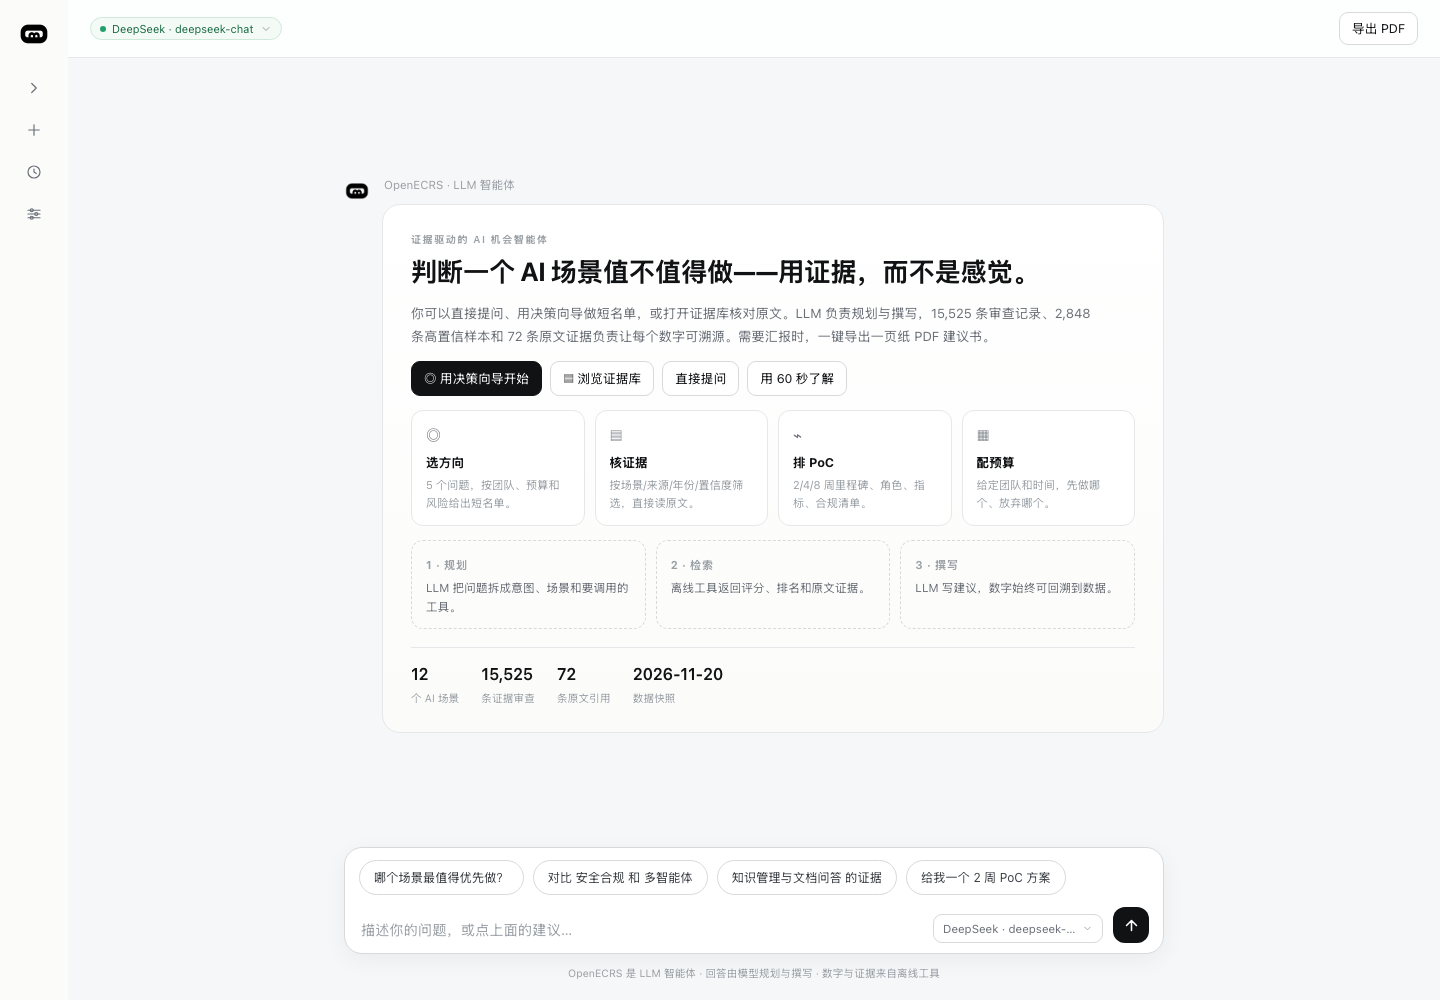 DeepSeek · deepseek-chat
导出 PDF
OpenECRS · LLM 智能体
证据驱动的 AI 机会智能体
判断一个 AI 场景值不值得做——用证据，而不是感觉。
你可以直接提问、用决策向导做短名单，或打开证据库核对原文。LLM 负责规划与撰写，15,525 条审查记录、2,848
条高置信样本和 72 条原文证据负责让每个数字可溯源。需要汇报时，一键导出一页纸 PDF 建议书。
◎ 用决策向导开始
▤ 浏览证据库
直接提问
用 60 秒了解
选方向
5 个问题，按团队、预算和
风险给出短名单。
核证据
按场景/来源/年份/置信度筛
选，直接读原文。
排 PoC
2/4/8 周里程碑、角色、指
标、合规清单。
配预算
给定团队和时间，先做哪
个、放弃哪个。
1 · 规划
LLM 把问题拆成意图、场景和要调用的
工具。
2 · 检索
离线工具返回评分、排名和原文证据。
3 · 撰写
LLM 写建议，数字始终可回溯到数据。
12
个 AI 场景
15,525
条证据审查
72
条原文引用
2026-11-20
数据快照
哪个场景最值得优先做？
对比 安全合规 和 多智能体
知识管理与文档问答 的证据
给我一个 2 周 PoC 方案
描述你的问题，或点上面的建议…
DeepSeek · deepseek-...
OpenECRS 是 LLM 智能体 · 回答由模型规划与撰写 · 数字与证据来自离线工具